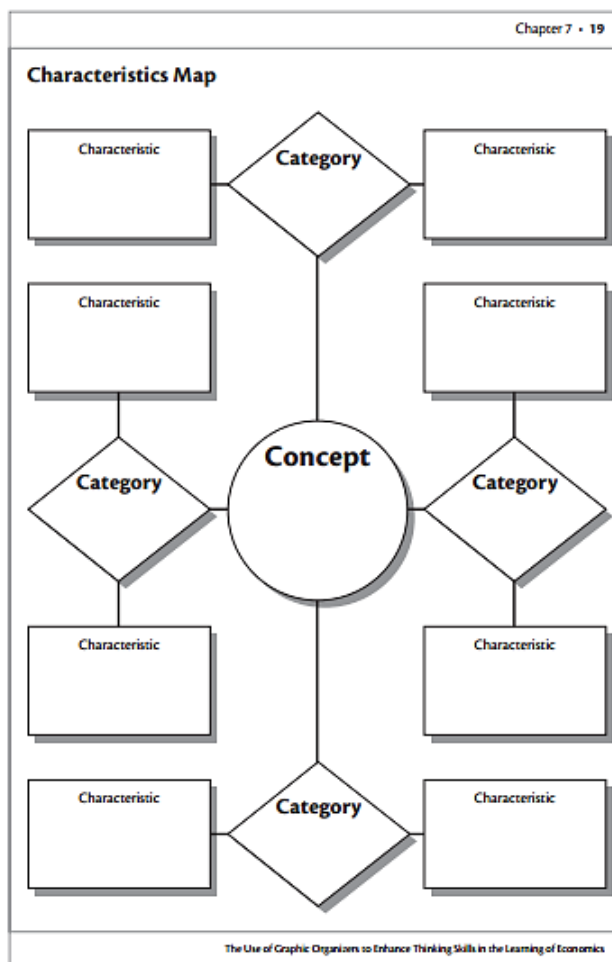 Chapter 7 • 19
Characteristics Map
Characteristic
Category
Characteristic
Characteristic
Characteristic
Category
Concept
Category
Characteristic
Characteristic
Characteristic
Category
Characteristic
The Use of Graphic Organizers to Enhance Thinking Skills in the Learning of Economics